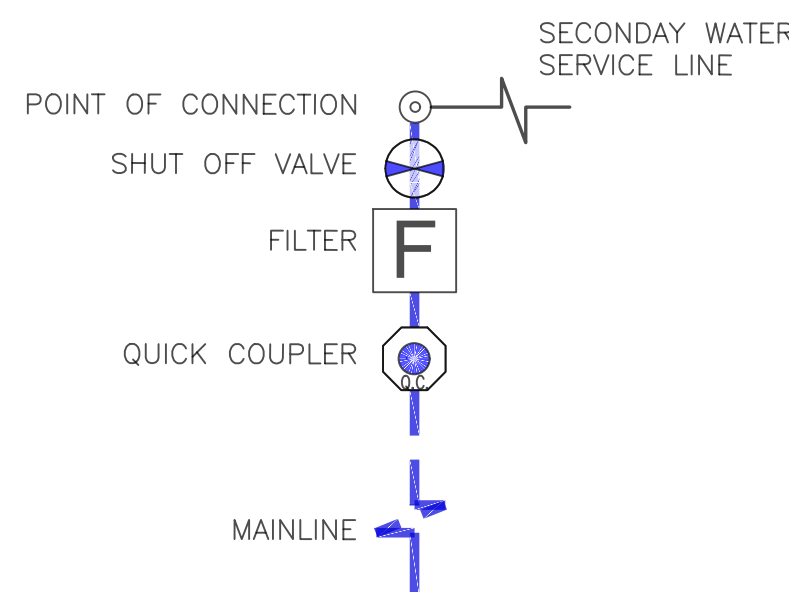 SECONDAY WATER
SERVICE LINE
POINT OF CONNECTION
SHUT OFF VALVE
FILTER
F
QUICK COUPLER
Q.C.
MAINLINE